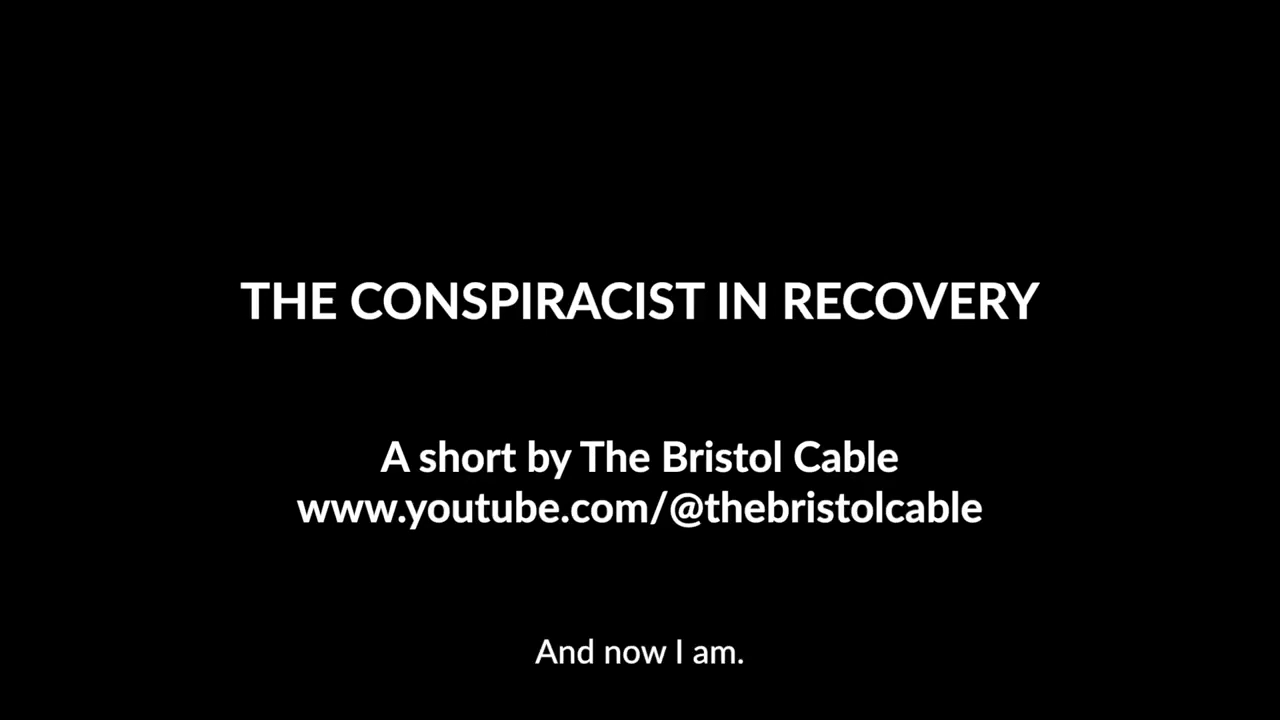 THE CONSPIRACIST IN RECOVERY
A short by The Bristol Cable
www.youtube.com/@thebristolcable
And now I am.